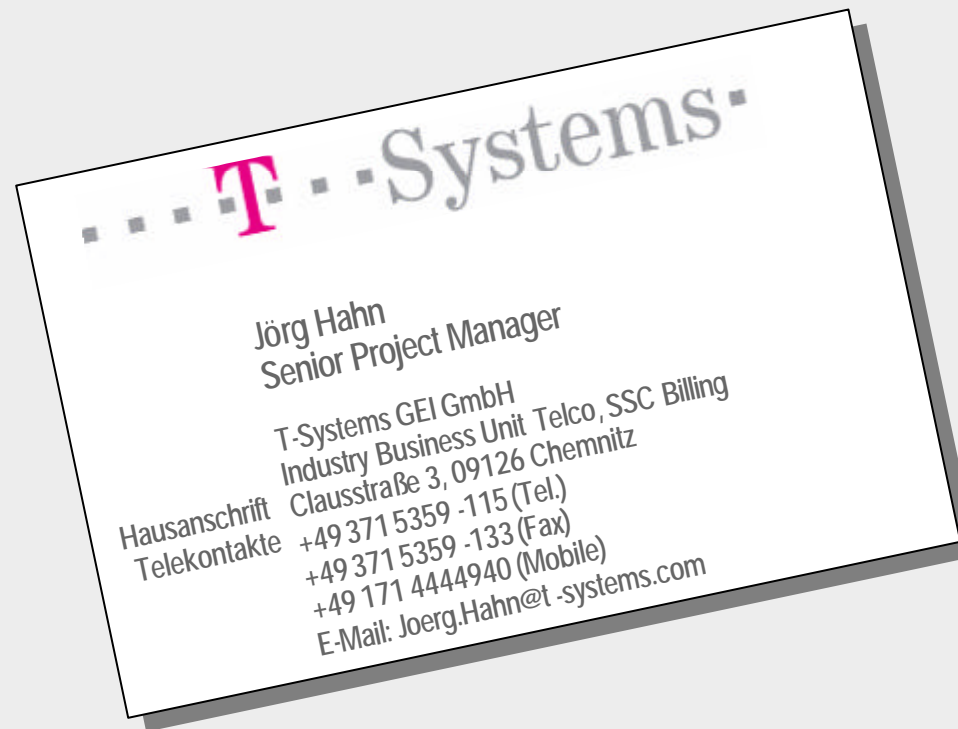 T - - Systems
Jörg Hahn
Senior Project Manager
T-Systems GEI GmbH
Industry Business Unit Telco, SSC Billing
Hausanschrift Clausstraße 3, 09126 Chemnitz
Telekontakte +49 371 5359 -115 (Tel.)
+49 371 5359 -133 (Fax)
+49 171 4444940 (Mobile)
E-Mail: Joerg.Hahn@t -systems.com